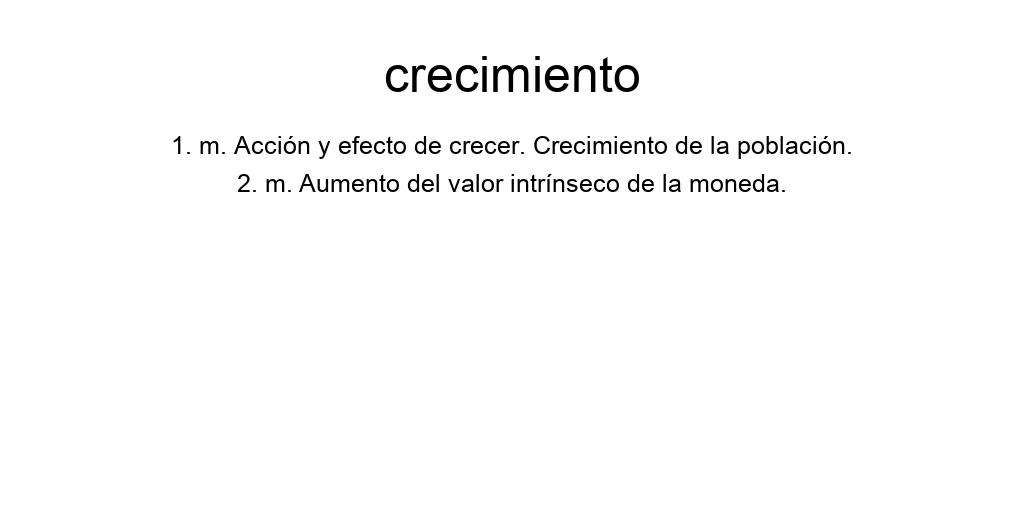 crecimiento
1. m. Acción y efecto de crecer. Crecimiento de la población.
2. m. Aumento del valor intrínseco de la moneda.